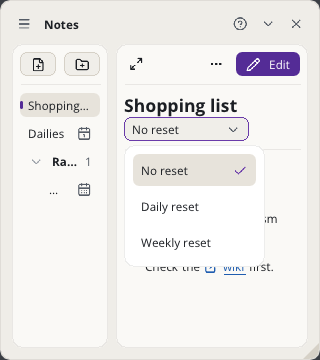 Notes
Shopping...
Dailies
Ra... 1
...
Edit
Shopping list
No reset
No reset
Daily reset
Weekly reset
sm
Check the wiki first.